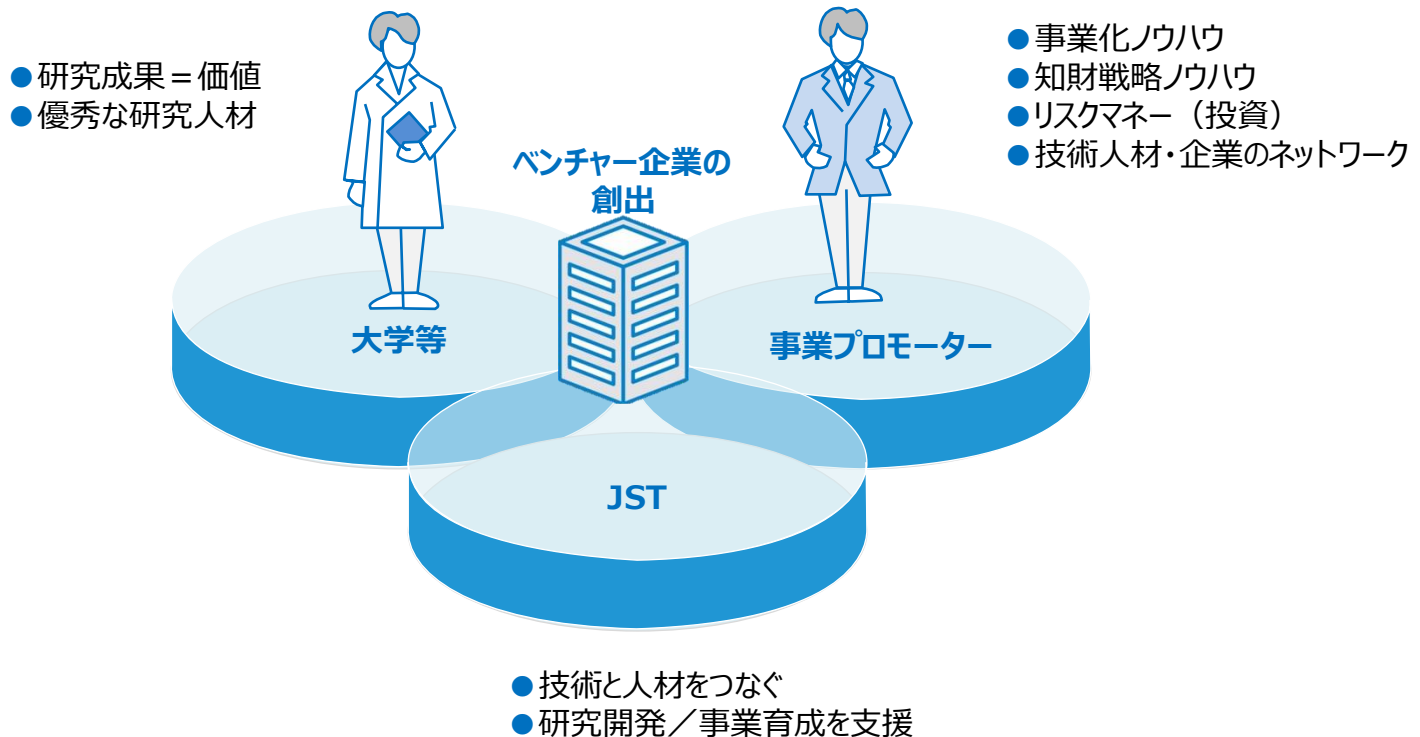 ●研究成果＝価値
●優秀な研究人材
●事業化ノウハウ
●知財戦略ノウハウ
●リスクマネー（投資）
●技術人材・企業のネットワーク
ベンチャー企業の
創出
大学等
事業プロモーター
JST
●技術と人材をつなぐ
●研究開発／事業育成を支援